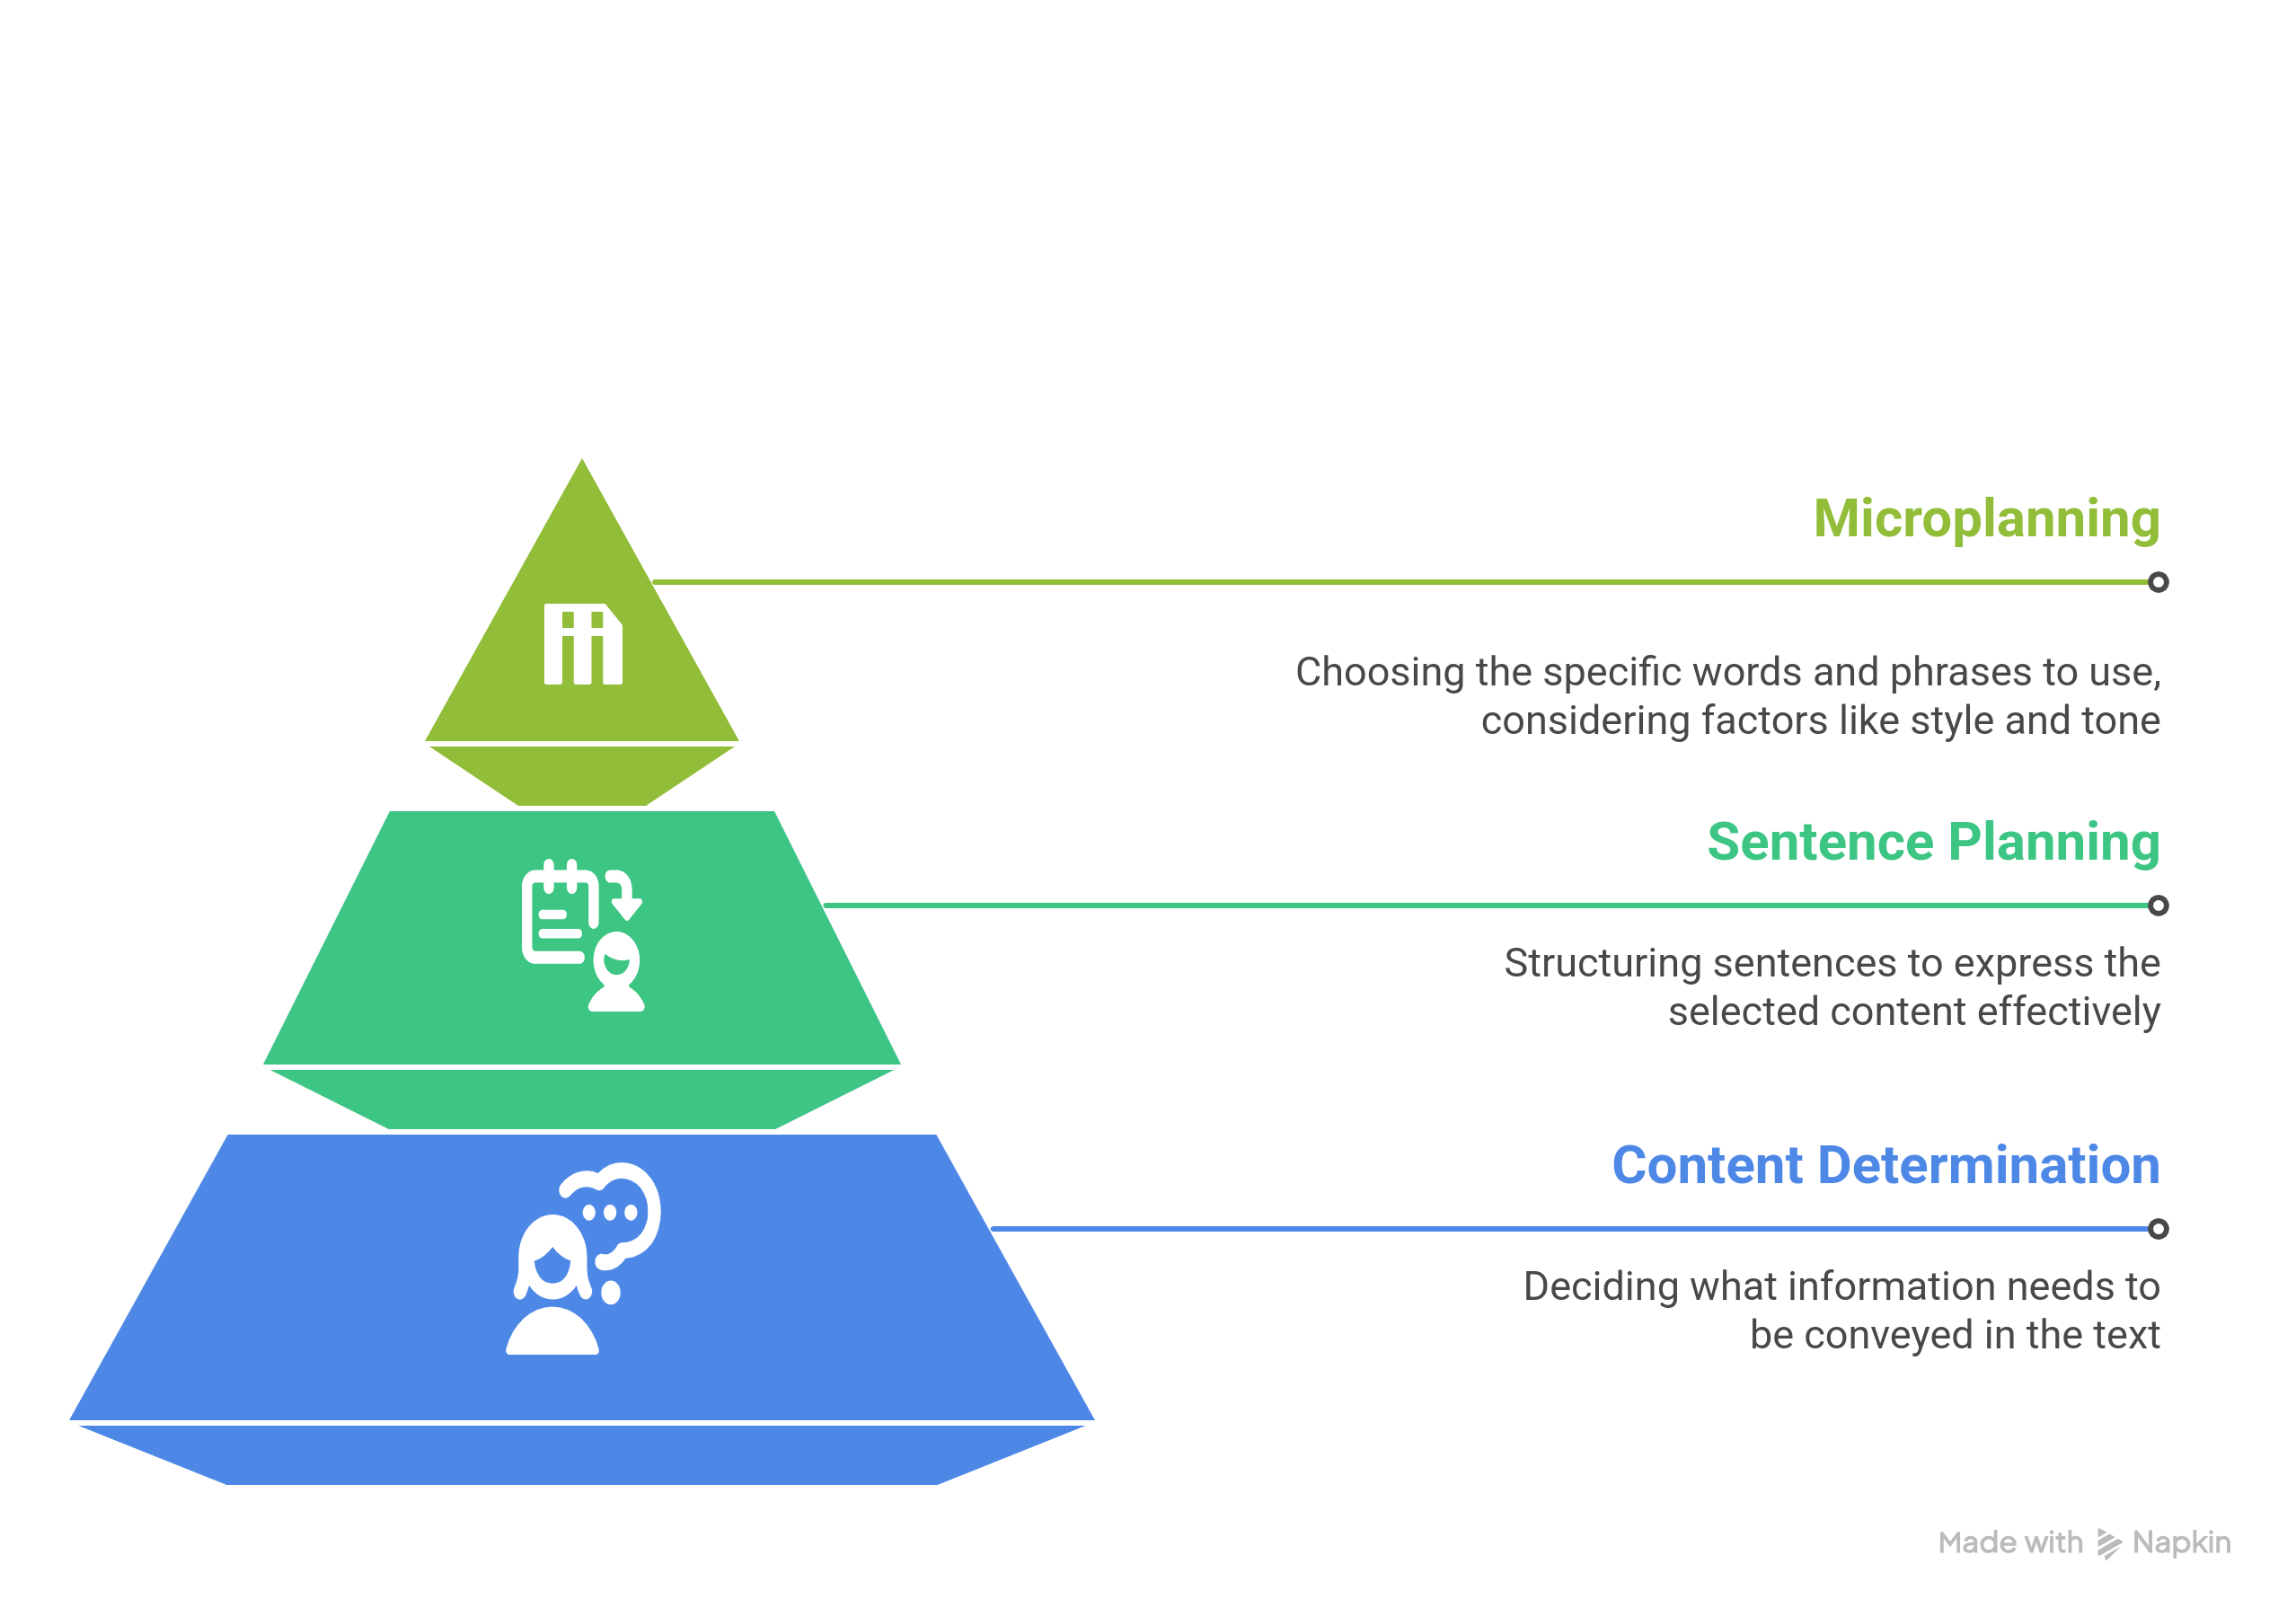 Microplanning
Choosing the specific words and phrases to use,
considering factors like style and tone
Sentence Planning
Structuring sentences to express the
selected content effectively
Content Determination
Deciding what information needs to
be conveyed in the text
Made with Napkin